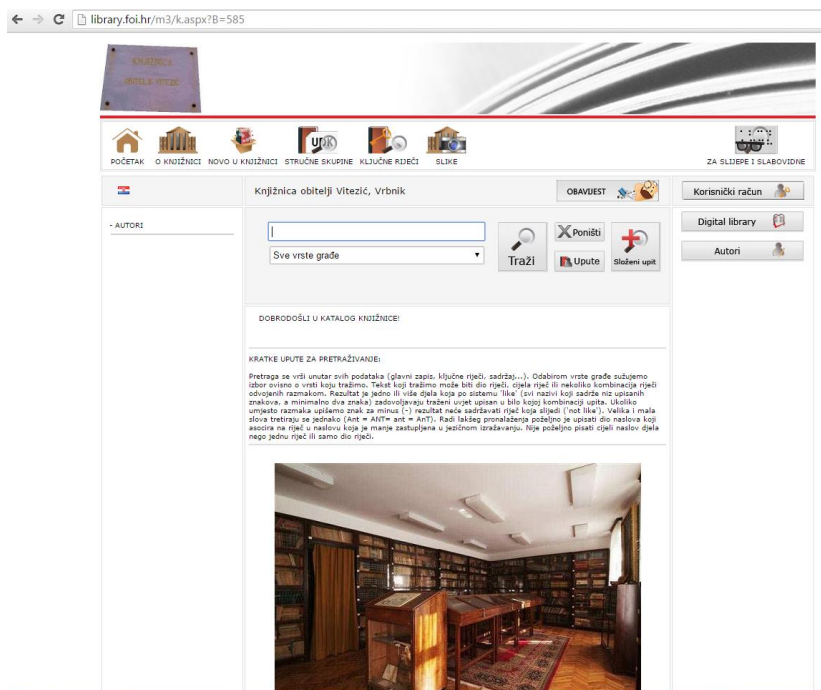 library.foi.hr/m3/k.aspx?B=585
KNJIŽNICA
OBITELJI VITEZIĆ
POČETAK
O KNJIŽNICI
NOVO U KNJIŽNICI
STRUČNE SKUPINE
KLJUČNE RIJEČI
SLIKE
ZA SLIJEPE I SLABOVIDNE
Knjižnica obitelji Vitezić, Vrbnik
OBAVIJEST
Korisnički račun
- AUTORI
Sve vrste građe
Traži
Poništi
Upute
Složeni upit
Digital library
Autori
DOBRODOŠLI U KATALOG KNJIŽNICE!
KRATKE UPUTE ZA PRETRAŽIVANJE:
Pretraga se vrši unutar svih podataka (glavni zapis, ključne riječi, sadržaj...). Odabirom vrste građe sužujemo
izbor ovisno o vrsti koju tražimo. Tekst koji tražimo može biti dio riječi, cijela riječ ili nekoliko kombinacija riječi
odvojenih razmakom. Rezultat je jedno ili više djela koja po sistemu 'like' (svi nazivi koji sadrže niz upisanih
znakova, a minimalno dva znaka) zadovoljavaju traženi uvjet upisan u bilo kojoj kombinaciji upita. Ukoliko
umjesto razmaka upišemo znak za minus (-) rezultat neće sadržavati riječ koja slijedi ('not like'). Velika i mala
slova tretiraju se jednako (Ant = ANT= ant = AnT). Radi lakšeg pronalaženja poželjno je upisati dio naslova koji
asocira na riječ u naslovu koja je manje zastupljena u jezičnom izražavanju. Nije poželjno pisati cijeli naslov djela
nego jednu riječ ili samo dio riječi.